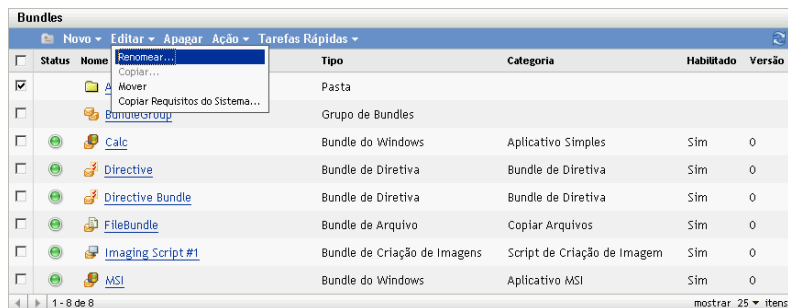 Bundles
Novo Editar Apagar Ação Tarefas Rápidas
Status Nome Tipo Categoria Habilitado Versão
Renomear...
Copiar...
Mover
Copiar Requisitos do Sistema...
A Pasta
BundleGroup Grupo de Bundles
Calc Bundle do Windows Aplicativo Simples Sim 0
Directive Bundle de Diretiva Bundle de Diretiva Sim 0
Directive Bundle Bundle de Diretiva Bundle de Diretiva Sim 0
FileBundle Bundle de Arquivo Copiar Arquivos Sim 0
Imaging Script #1 Bundle de Criação de Imagens Script de Criação de Imagem Sim 0
MSI Bundle do Windows Aplicativo MSI Sim 0
1 - 8 de 8 mostrar 25 itens